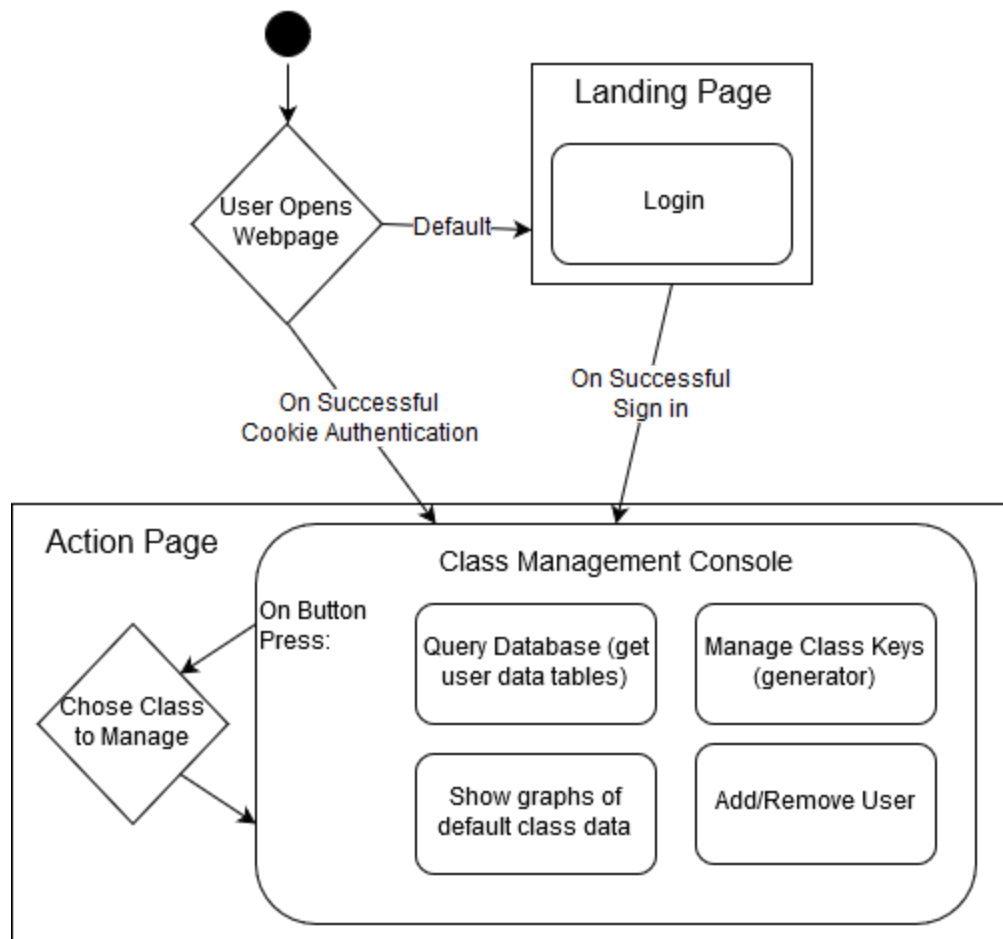 Landing Page
Login
User Opens
Webpage
Default
On Successful
Cookie Authentication
On Successful
Sign in
Action Page
Class Management Console
On Button
Press:
Query Database (get
user data tables)
Manage Class Keys
(generator)
Chose Class
to Manage
Show graphs of
default class data
Add/Remove User